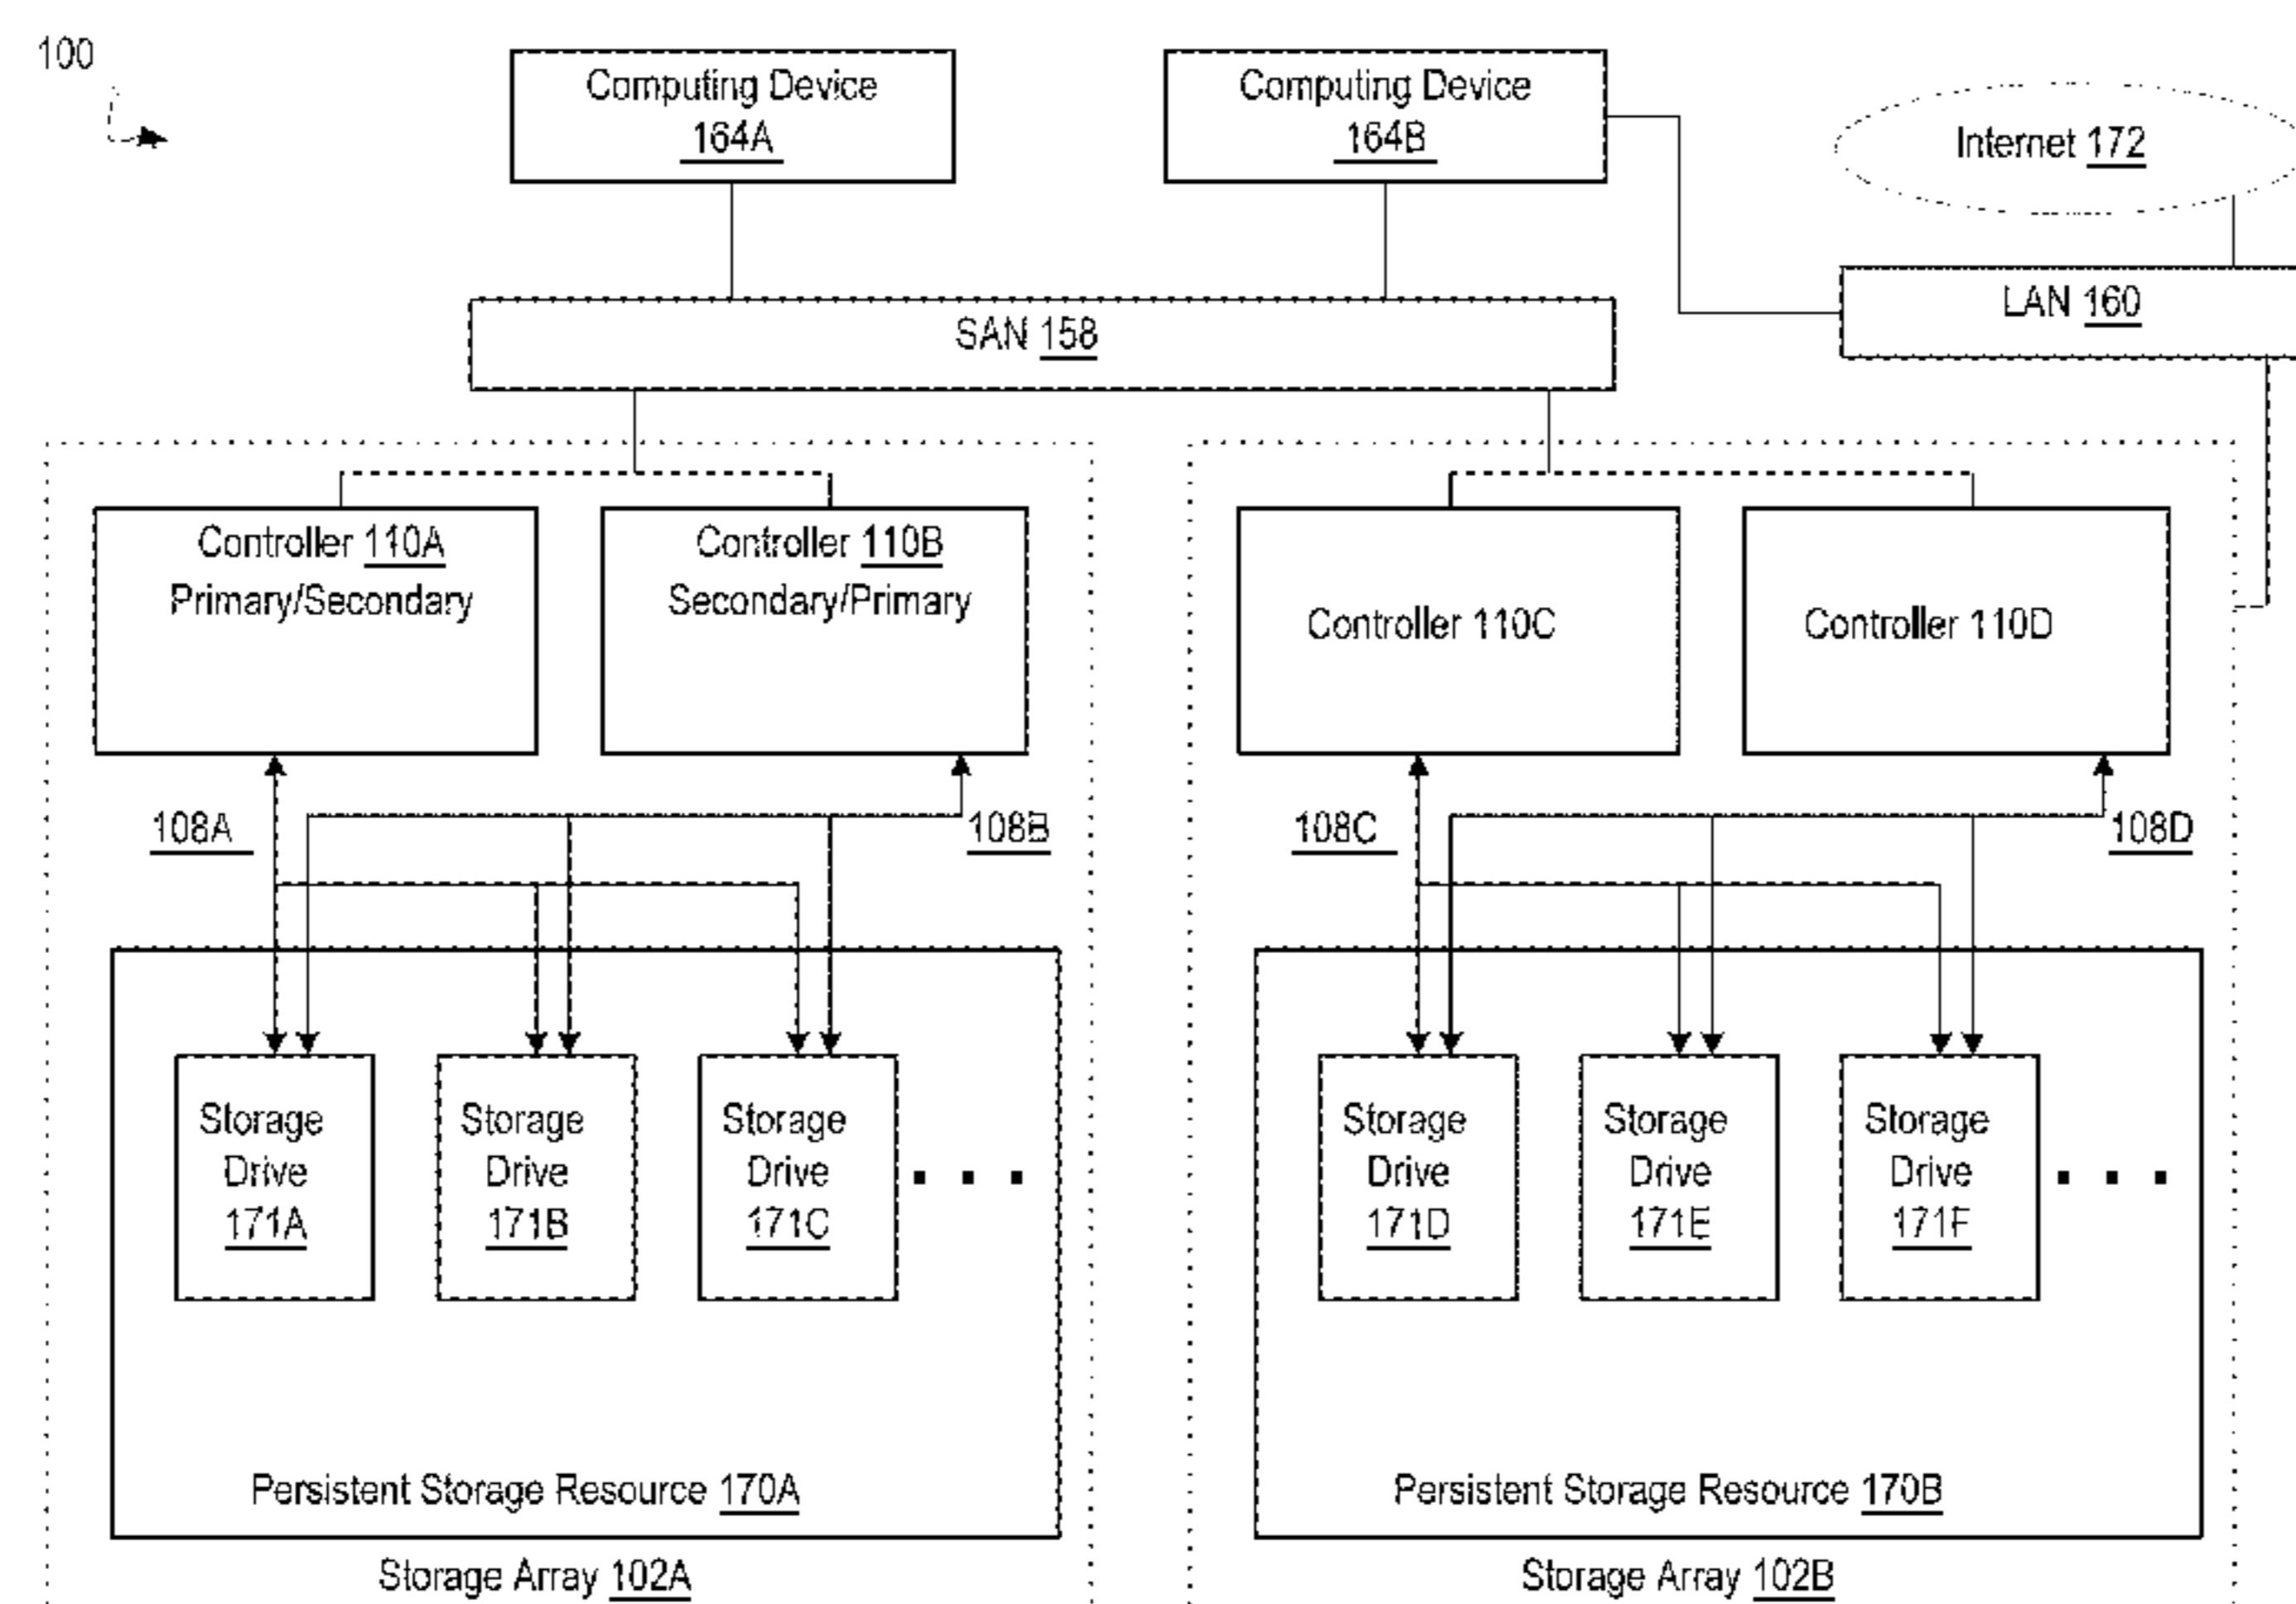 100
Computing Device
164A
Computing Device
164B
Internet 172
LAN 160
SAN 158
Controller 110A
Primary/Secondary
Controller 110B
Secondary/Primary
Controller 110C
Controller 110D
108A
108B
108C
108D
Storage
Drive
171A
Storage
Drive
171B
Storage
Drive
171C
Storage
Drive
171D
Storage
Drive
171E
Storage
Drive
171F
Persistent Storage Resource 170A
Persistent Storage Resource 170B
Storage Array 102A
Storage Array 102B